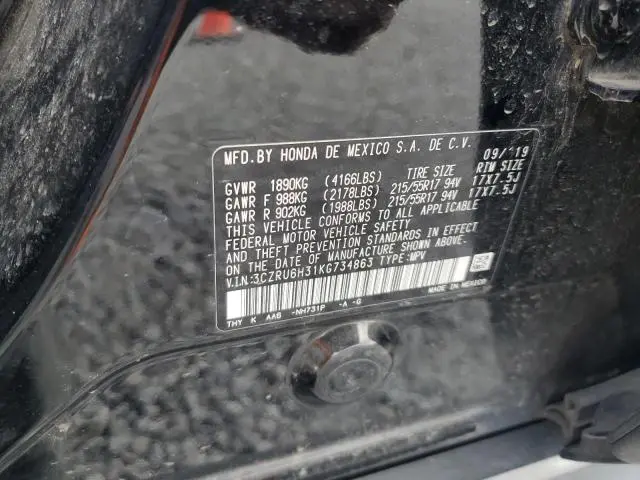 MFD.BY HONDA DE MEXICO S.A. DE C.V. 09/'19
GVWR 1890KG (4166LBS) TIRE SIZE RIM SIZE
GAWR F 988KG (2178LBS) 215/55R17 94V 17X7.5J
GAWR R 902KG (1988LBS) 215/55R17 94V 17X7.5J
THIS VEHICLE CONFORMS TO ALL APPLICABLE
FEDERAL MOTOR VEHICLE SAFETY
AND THEFT PREVENTION STANDARDS IN EFFECT
ON THE DATE OF MANUFACTURE SHOWN ABOVE.
V.I.N.:3CZRU6H31KG734863 TYPE:MPV
THY K AAS -NH731P -A -G
MADE IN MEXICO